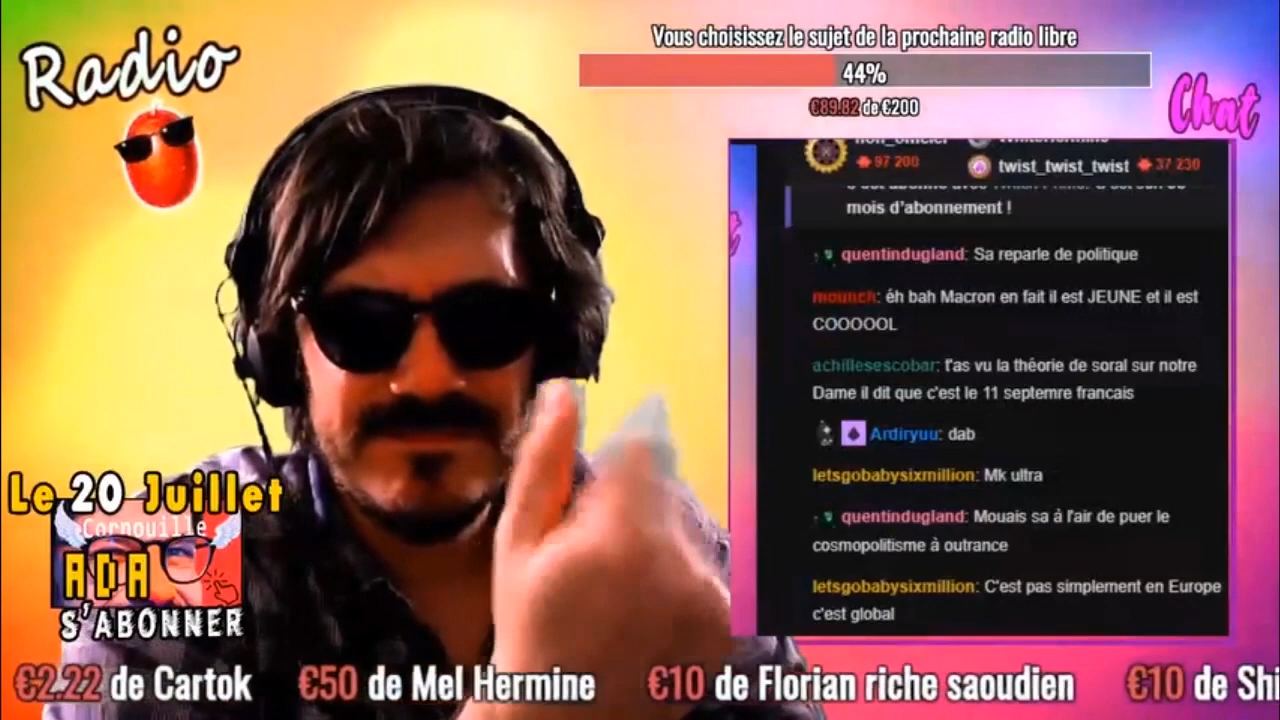 Radio
Vous choisissez le sujet de la prochaine radio libre
44%
€89.82 de €200
Chat
97 200
twist_twist_twist 37 230
mois d'abonnement !
quentindugland: Sa reparle de politique
mounch: éh bah Macron en fait il est JEUNE et il est
COOOOOL
achillesescobar: t'as vu la théorie de soral sur notre
Dame il dit que c'est le 11 septemre francais
Ardiryuu: dab
letsgobabysixmillion: Mk ultra
quentindugland: Mouais sa à l'air de puer le
cosmopolitisme à outrance
letsgobabysixmillion: C'est pas simplement en Europe
c'est global
Le 20 Juillet
Cornouille
ADA
S'ABONNER
€2.22 de Cartok €50 de Mel Hermine €10 de Florian riche saoudien €10 de Shi